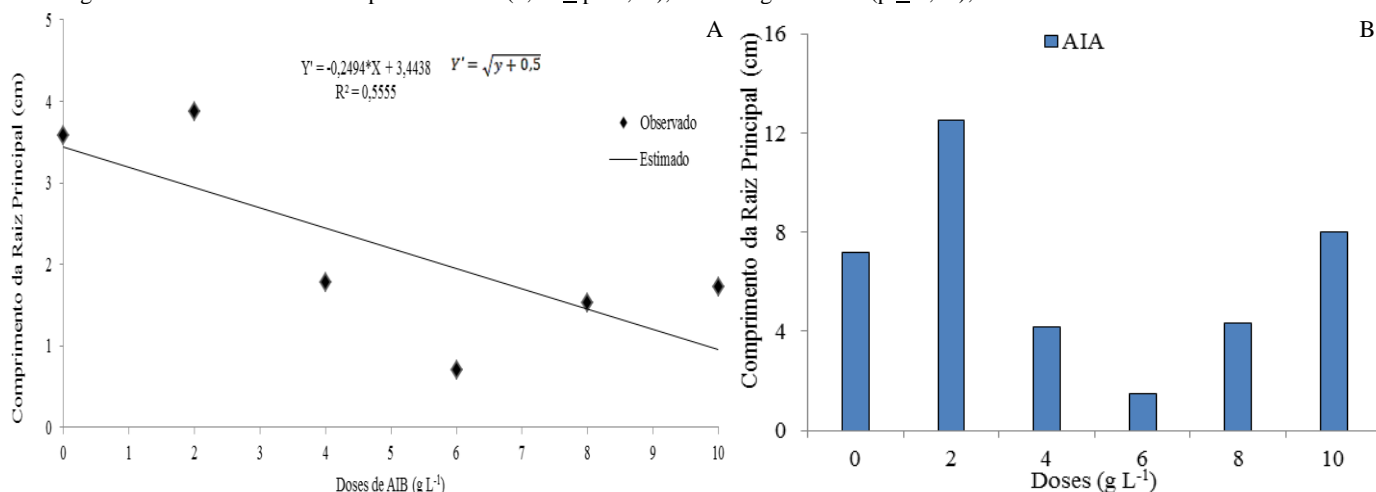 A
Y' = -0,2494*X + 3,4438 Y' = √y + 0,5
R² = 0,5555
Observado
Estimado
Comprimento da Raiz Principal (cm)
5
4
3
2
1
0
0 1 2 3 4 5 6 7 8 9 10
Doses de AIB (g L⁻¹)
B
AIA
Comprimento da Raiz Principal (cm)
16
12
8
4
0
0 2 4 6 8 10
Doses (g L⁻¹)